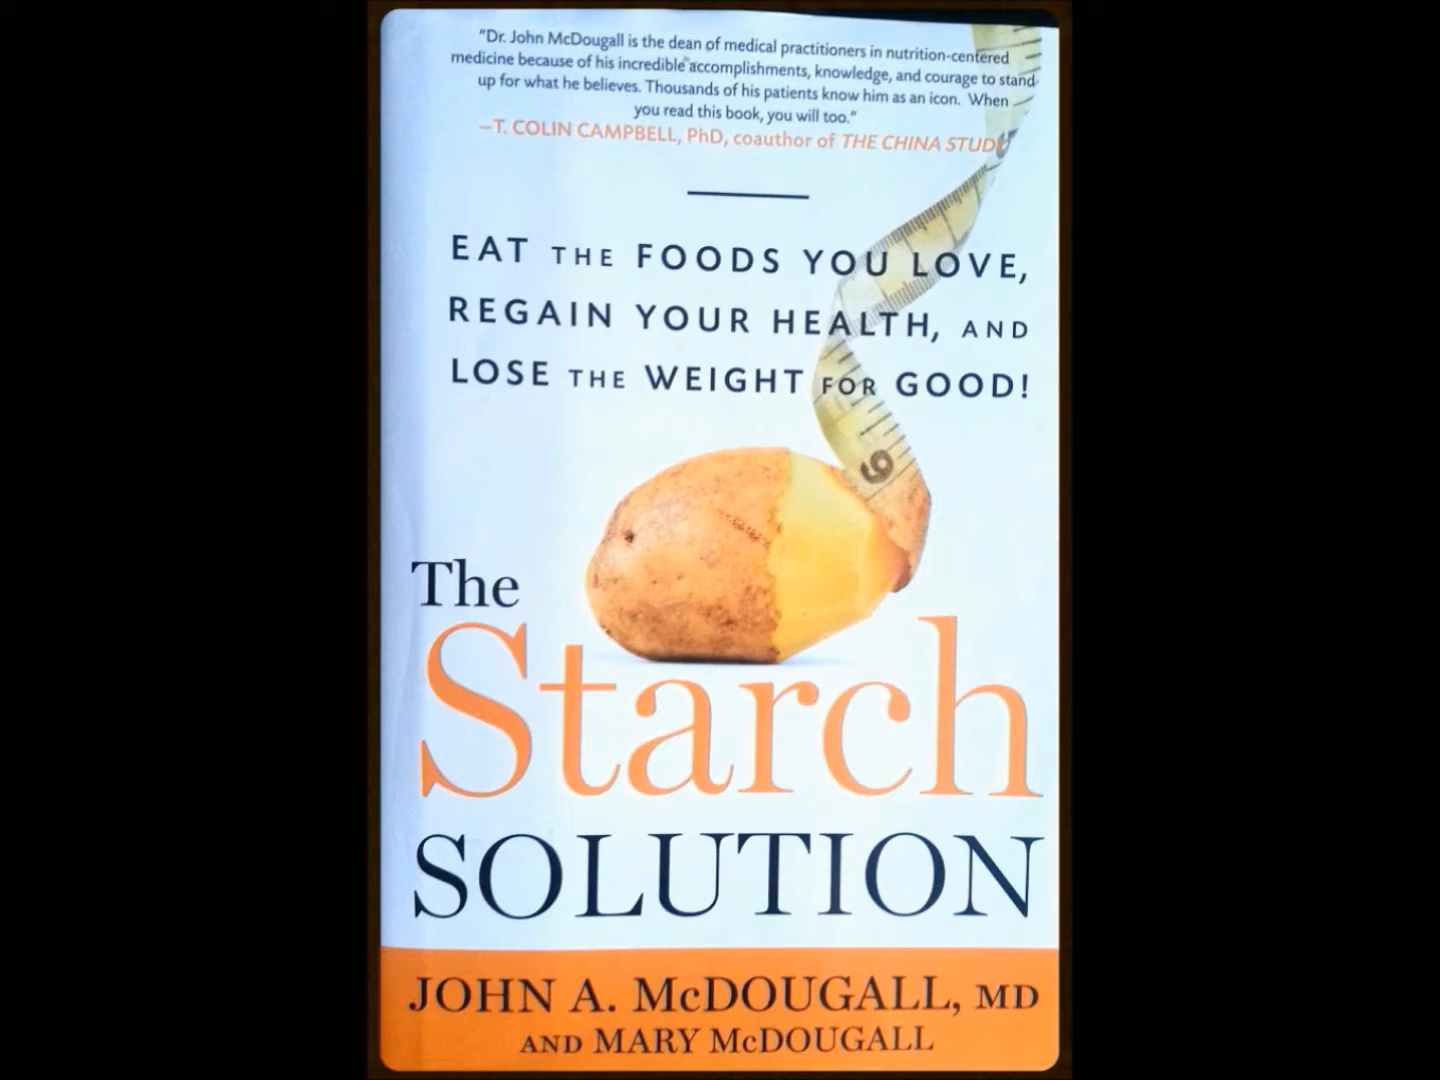 "Dr. John McDougall is the dean of medical practitioners in nutrition-centered
medicine because of his incredible accomplishments, knowledge, and courage to stand
up for what he believes. Thousands of his patients know him as an icon. When
you read this book, you will too."
—T. COLIN CAMPBELL, PhD, coauthor of THE CHINA STUDY
EAT THE FOODS YOU LOVE,
REGAIN YOUR HEALTH, AND
LOSE THE WEIGHT FOR GOOD!
9
The
Starch
SOLUTION
JOHN A. McDOUGALL, MD
AND MARY McDOUGALL